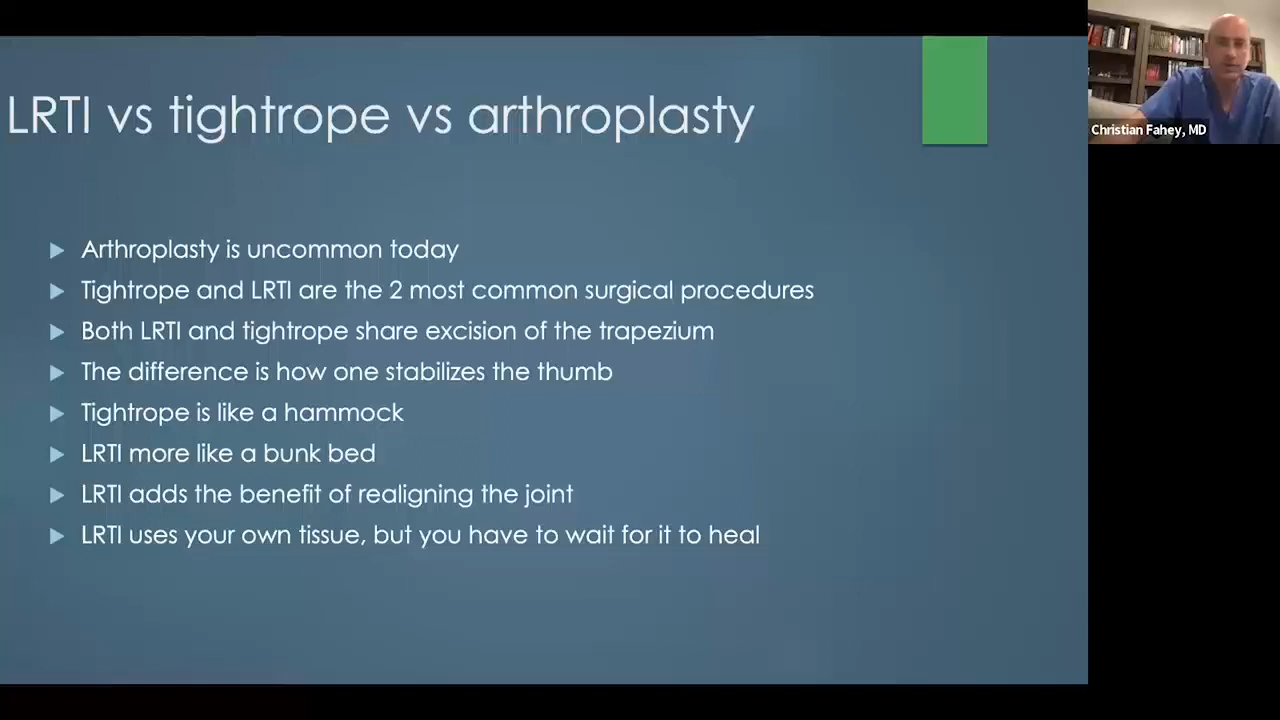 LRTI vs tightrope vs arthroplasty
Christian Fahey, MD
Arthroplasty is uncommon today
Tightrope and LRTI are the 2 most common surgical procedures
Both LRTI and tightrope share excision of the trapezium
The difference is how one stabilizes the thumb
Tightrope is like a hammock
LRTI more like a bunk bed
LRTI adds the benefit of realigning the joint
LRTI uses your own tissue, but you have to wait for it to heal